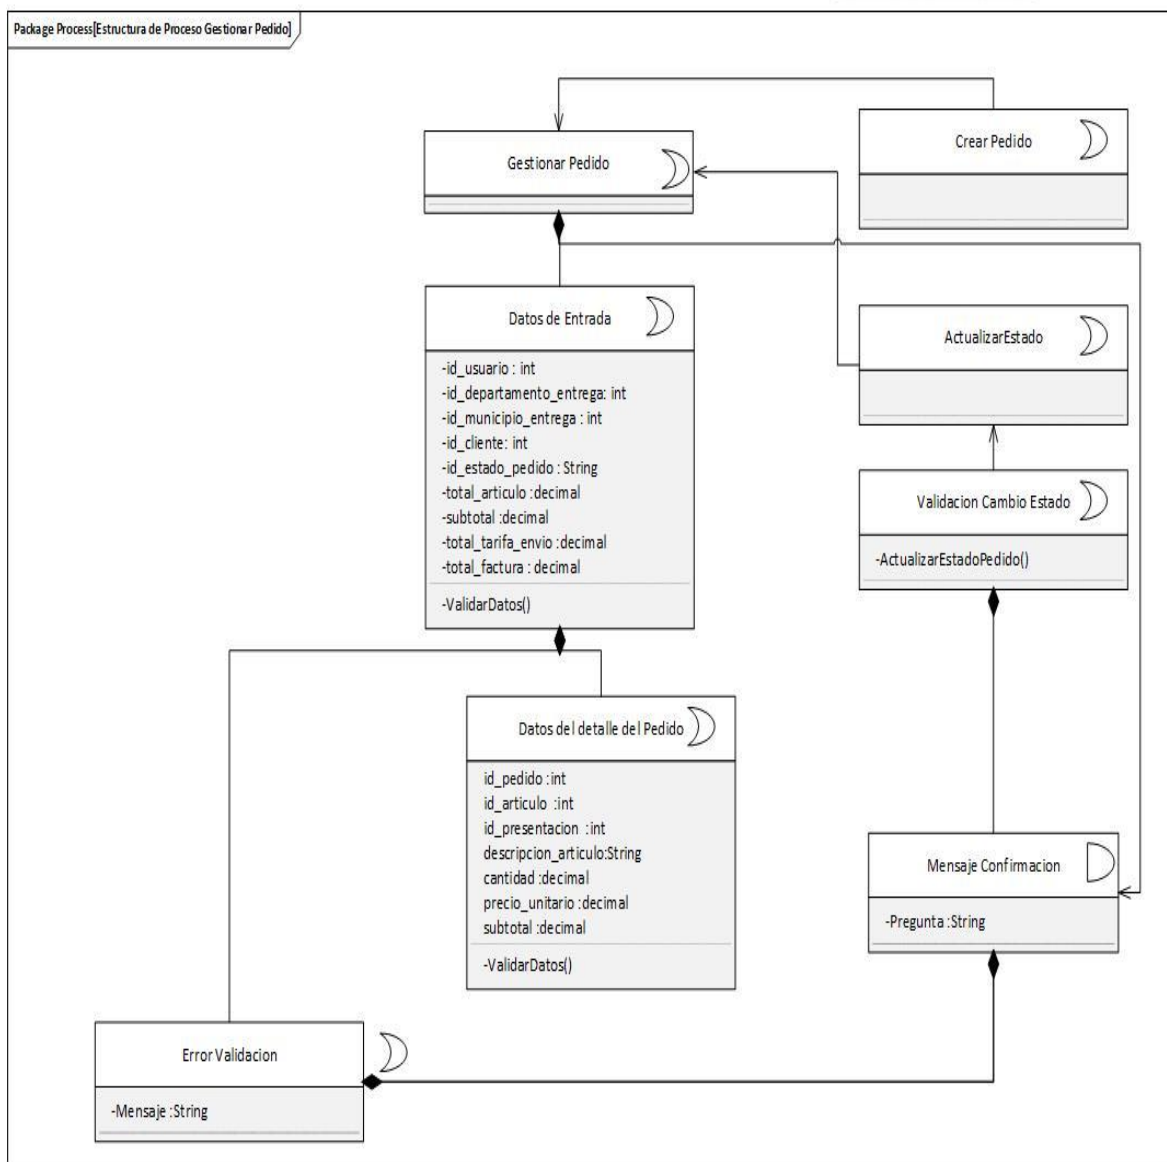 Package Process[Estructura de Proceso Gestionar Pedido]
Crear Pedido
Gestionar Pedido
Datos de Entrada
-id_usuario : int
-id_departamento_entrega: int
-id_municipio_entrega : int
-id_cliente: int
-id_estado_pedido : String
-total_articulo :decimal
-subtotal :decimal
-total_tarifa_envio :decimal
-total_factura : decimal
-ValidarDatos()
ActualizarEstado
Validacion Cambio Estado
-ActualizarEstadoPedido()
Datos del detalle del Pedido
id_pedido :int
id_articulo :int
id_presentacion :int
descripcion_articulo:String
cantidad :decimal
precio_unitario :decimal
subtotal :decimal
-ValidarDatos()
Mensaje Confirmacion
-Pregunta :String
Error Validacion
-Mensaje :String